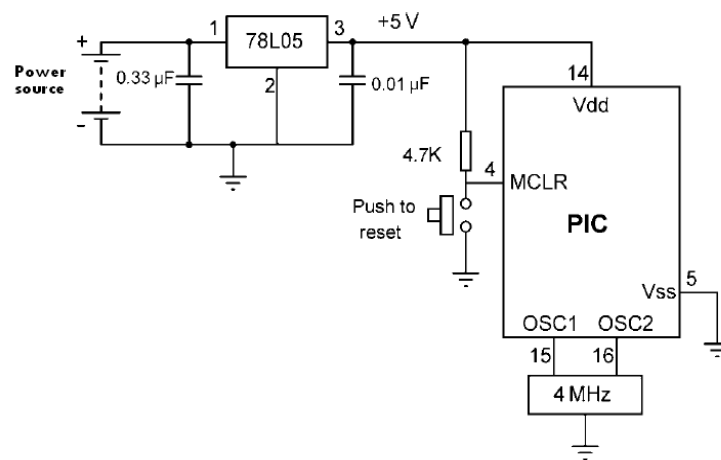 1
78L05
3
+5 V
+
Power
source
-
0.33 µF
2
0.01 µF
14
Vdd
4.7K
4
MCLR
Push to
reset
PIC
Vss
5
OSC1
OSC2
15
16
4 MHz